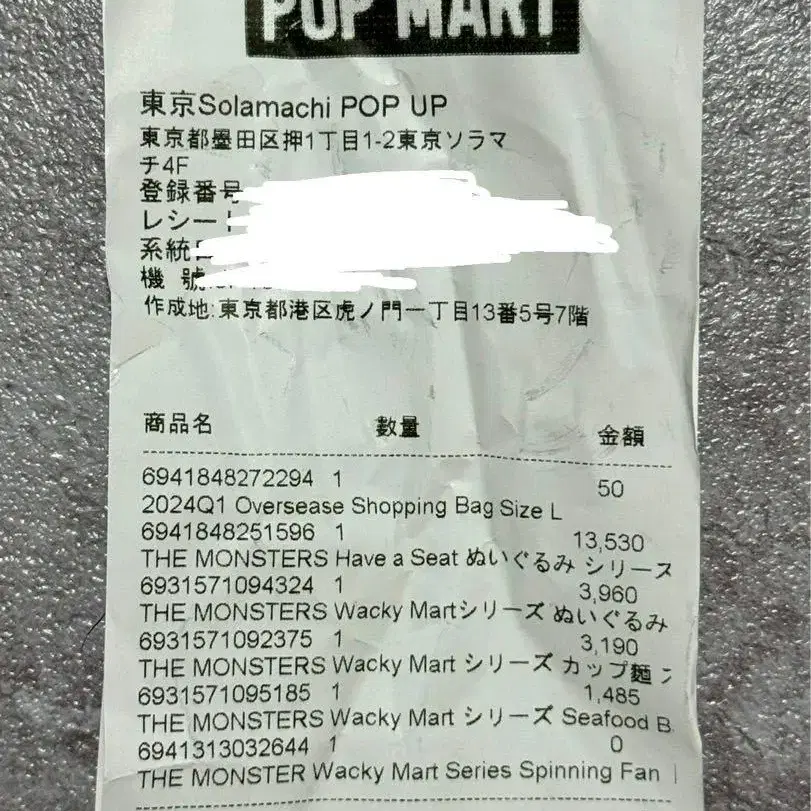 POP MART
東京Solamachi POP UP
東京都墨田区押1丁目1-2東京ソラマ
チ4F
登録番号
レシート
系統
機 號
作成地:東京都港区虎ノ門一丁目13番5号7階
商品名 数量 金額
6941848272294 1 50
2024Q1 Oversease Shopping Bag Size L
6941848251596 1 13,530
THE MONSTERS Have a Seat ぬいぐるみ シリーズ
6931571094324 1 3,960
THE MONSTERS Wacky Martシリーズ ぬいぐるみ
6931571092375 1 3,190
THE MONSTERS Wacky Mart シリーズ カップ麺
6931571095185 1 1,485
THE MONSTERS Wacky Mart シリーズ Seafood B
6941313032644 1 0
THE MONSTER Wacky Mart Series Spinning Fan